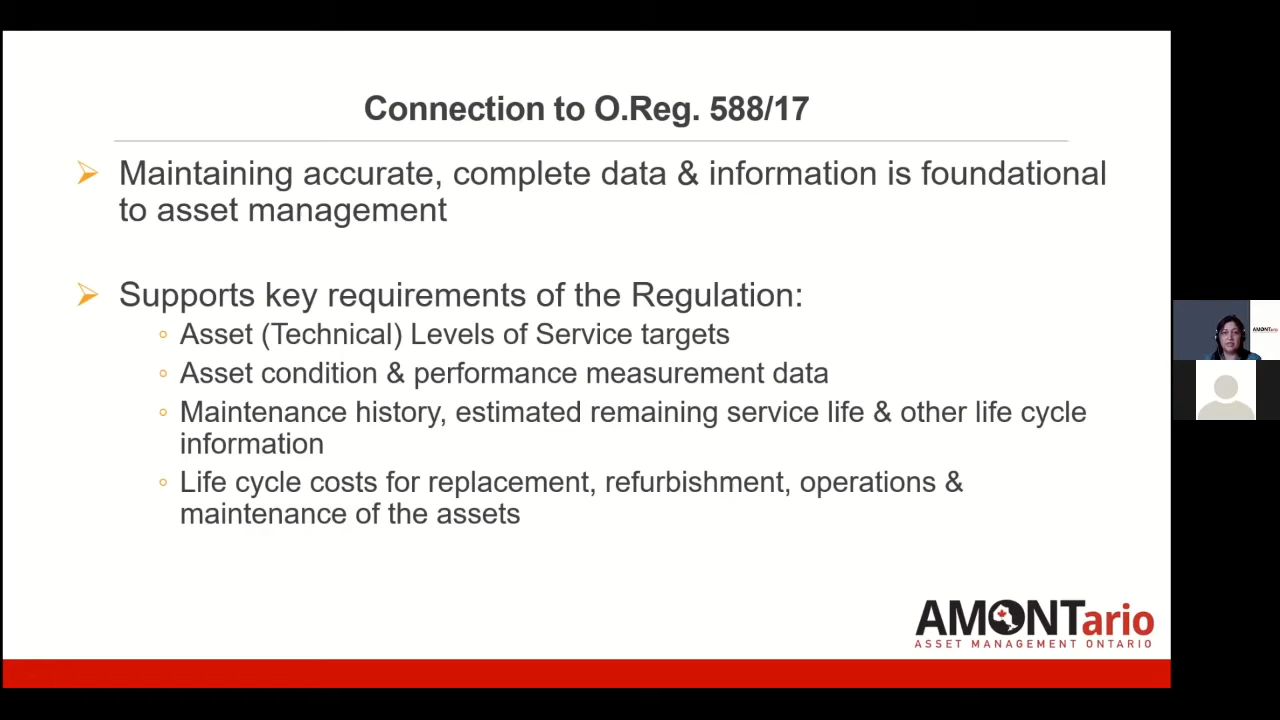 Connection to O.Reg. 588/17
Maintaining accurate, complete data & information is foundational
to asset management
Supports key requirements of the Regulation:
Asset (Technical) Levels of Service targets
Asset condition & performance measurement data
Maintenance history, estimated remaining service life & other life cycle
information
Life cycle costs for replacement, refurbishment, operations &
maintenance of the assets
AMONTario
AMONTario
ASSET MANAGEMENT ONTARIO